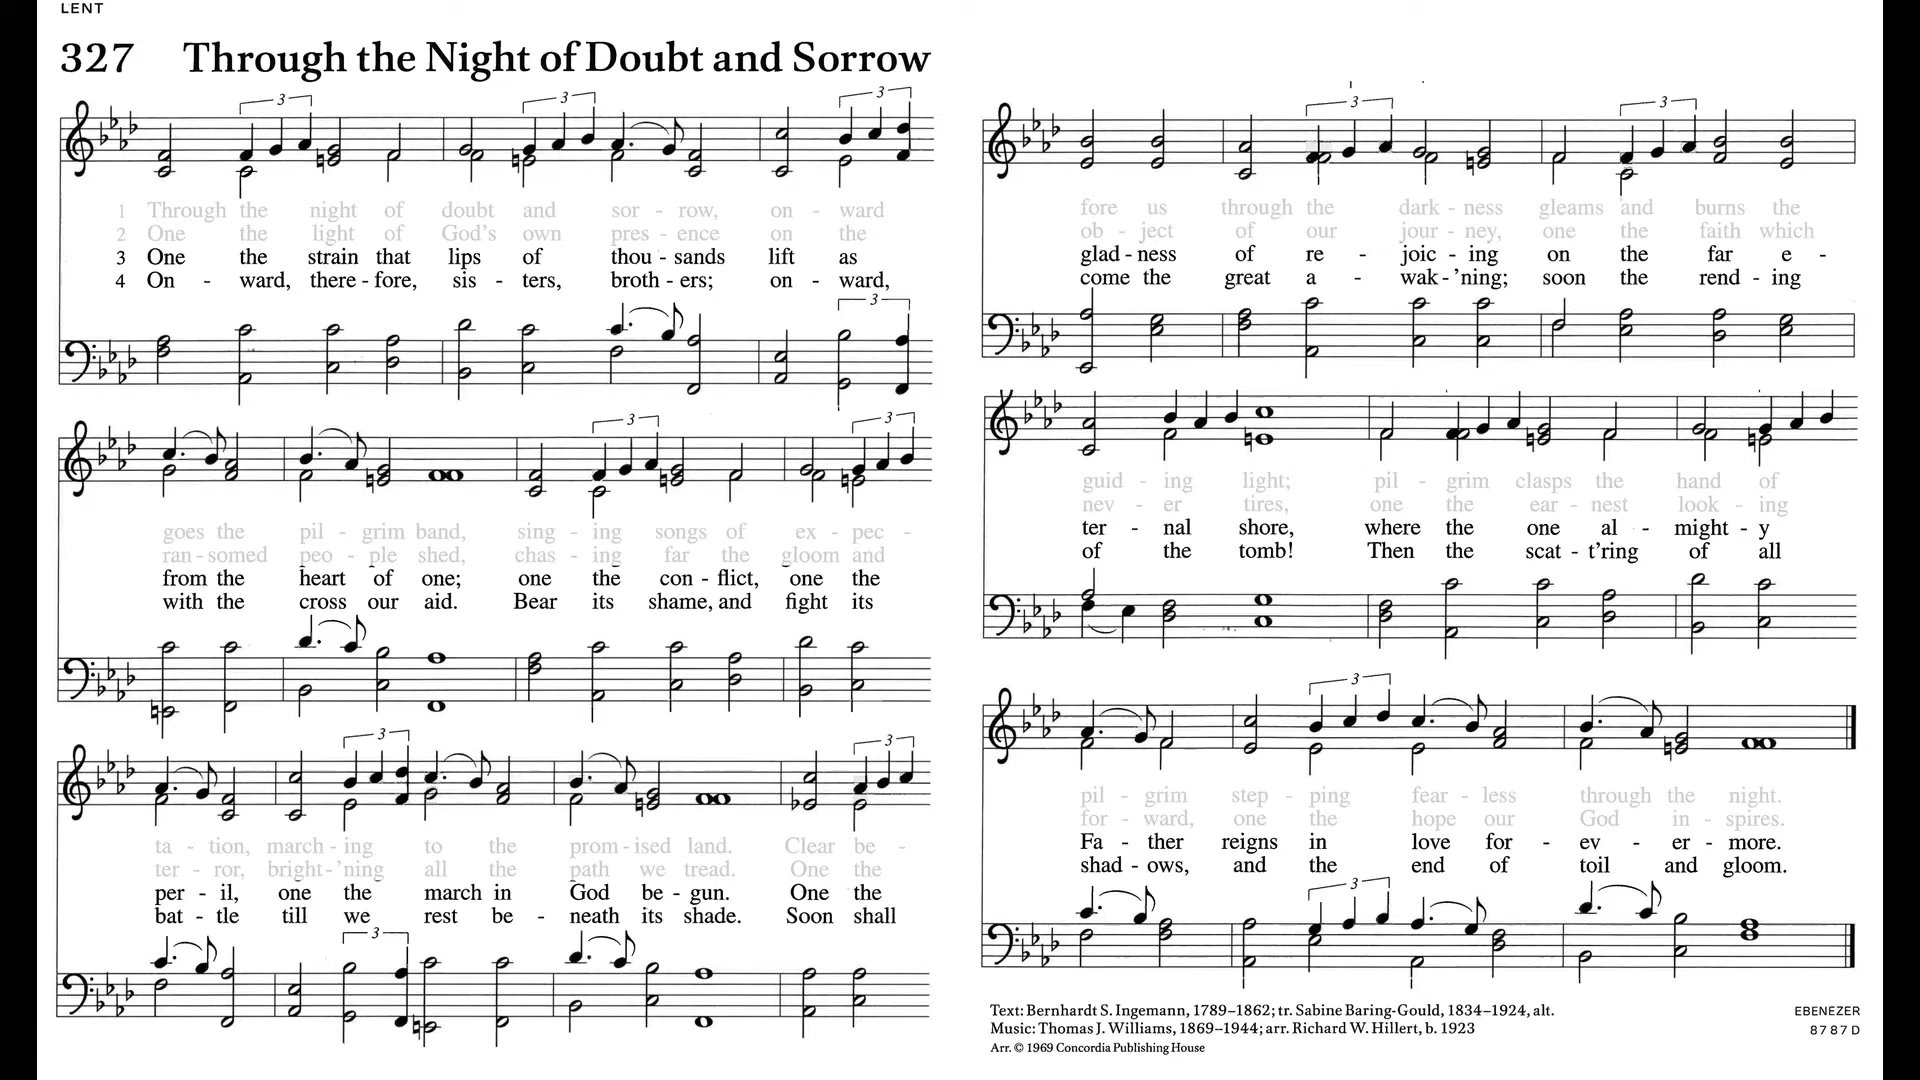 LENT
327 Through the Night of Doubt and Sorrow
3 3 3
1 Through the night of doubt and sor - row, on - ward
2 One the light of God's own pres - ence on the
3 One the strain that lips of thou - sands lift as
4 On - ward, there - fore, sis - ters, broth - ers; on - ward,
3
3 3
goes the pil - grim band, sing - ing songs of ex - pec -
ran - somed peo - ple shed, chas - ing far the gloom and
from the heart of one; one the con - flict, one the
with the cross our aid. Bear its shame, and fight its
3 3
ta - tion, march - ing to the prom - ised land. Clear be -
ter - ror, bright - 'ning all the path we tread. One the
per - il, one the march in God be - gun. One the
bat - tle till we rest be - neath its shade. Soon shall
3
3 3
fore us through the dark - ness gleams and burns the
ob - ject of our jour - ney, one the faith which
glad - ness of re - joic - ing on the far e -
come the great a - wak - 'ning; soon the rend - ing
guid - ing light; pil - grim clasps the hand of
nev - er tires, one the ear - nest look - ing
ter - nal shore, where the one al - might - y
of the tomb! Then the scat - t'ring of all
3
pil - grim step - ping fear - less through the night.
for - ward, one the hope our God in - spires.
Fa - ther reigns in love for - ev - er - more.
shad - ows, and the end of toil and gloom.
3
Text: Bernhardt S. Ingemann, 1789–1862; tr. Sabine Baring-Gould, 1834–1924, alt.
Music: Thomas J. Williams, 1869–1944; arr. Richard W. Hillert, b. 1923
Arr. © 1969 Concordia Publishing House
EBENEZER
8 7 8 7 D